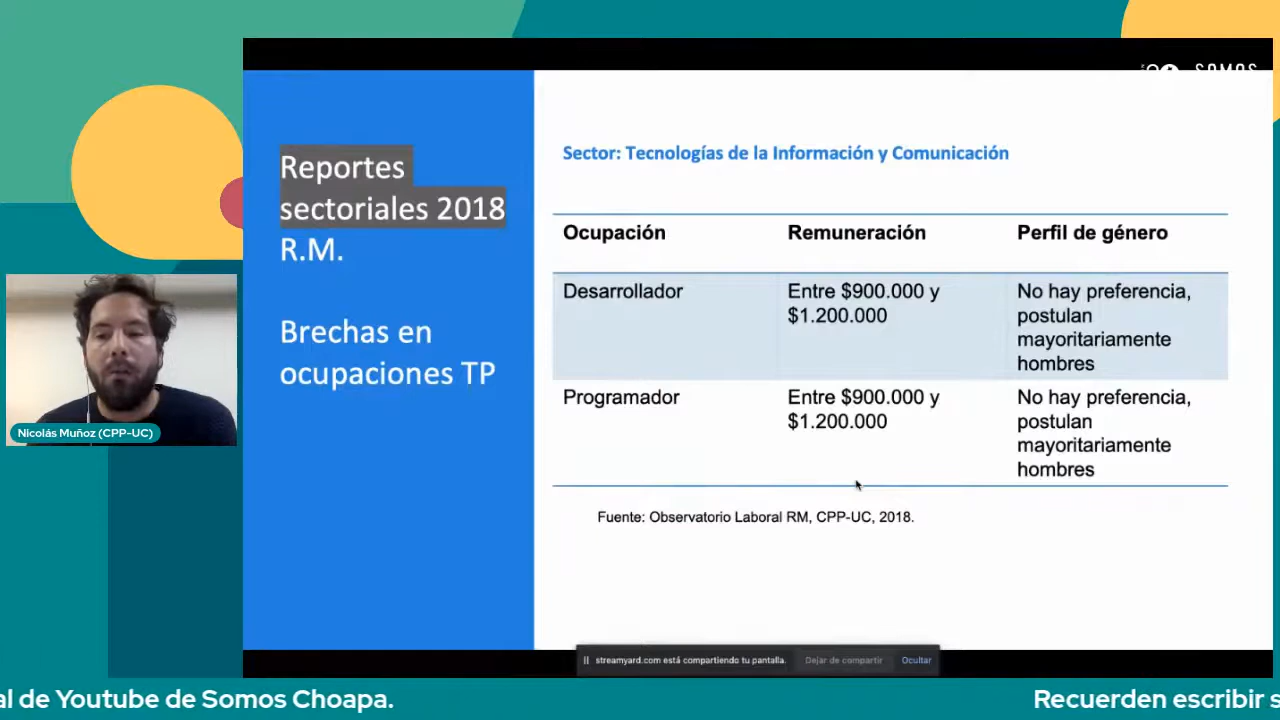 SOMOS
Reportes
sectoriales 2018
R.M.
Brechas en
ocupaciones TP
Sector: Tecnologías de la Información y Comunicación
Ocupación Remuneración Perfil de género
Desarrollador Entre $900.000 y No hay preferencia,
$1.200.000 postulan
mayoritariamente
hombres
Programador Entre $900.000 y No hay preferencia,
$1.200.000 postulan
mayoritariamente
hombres
Fuente: Observatorio Laboral RM, CPP-UC, 2018.
Nicolás Muñoz (CPP-UC)
streamyard.com está compartiendo tu pantalla. Dejar de compartir Ocultar
al de Youtube de Somos Choapa. Recuerden escribir s